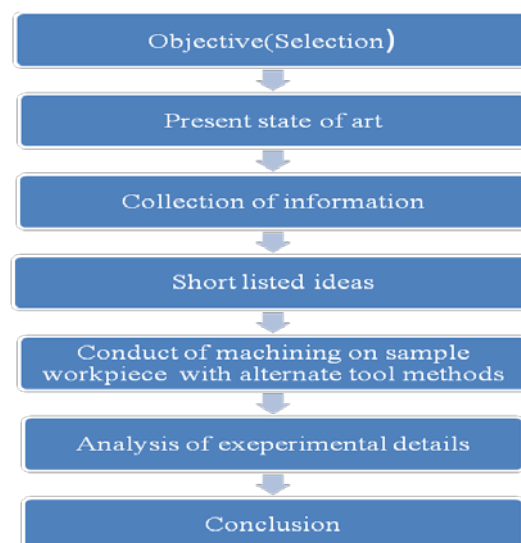 Objective(Selection)
Present state of art
Collection of information
Short listed ideas
Conduct of machining on sample
workpiece with alternate tool methods
Analysis of exeperimental details
Conclusion